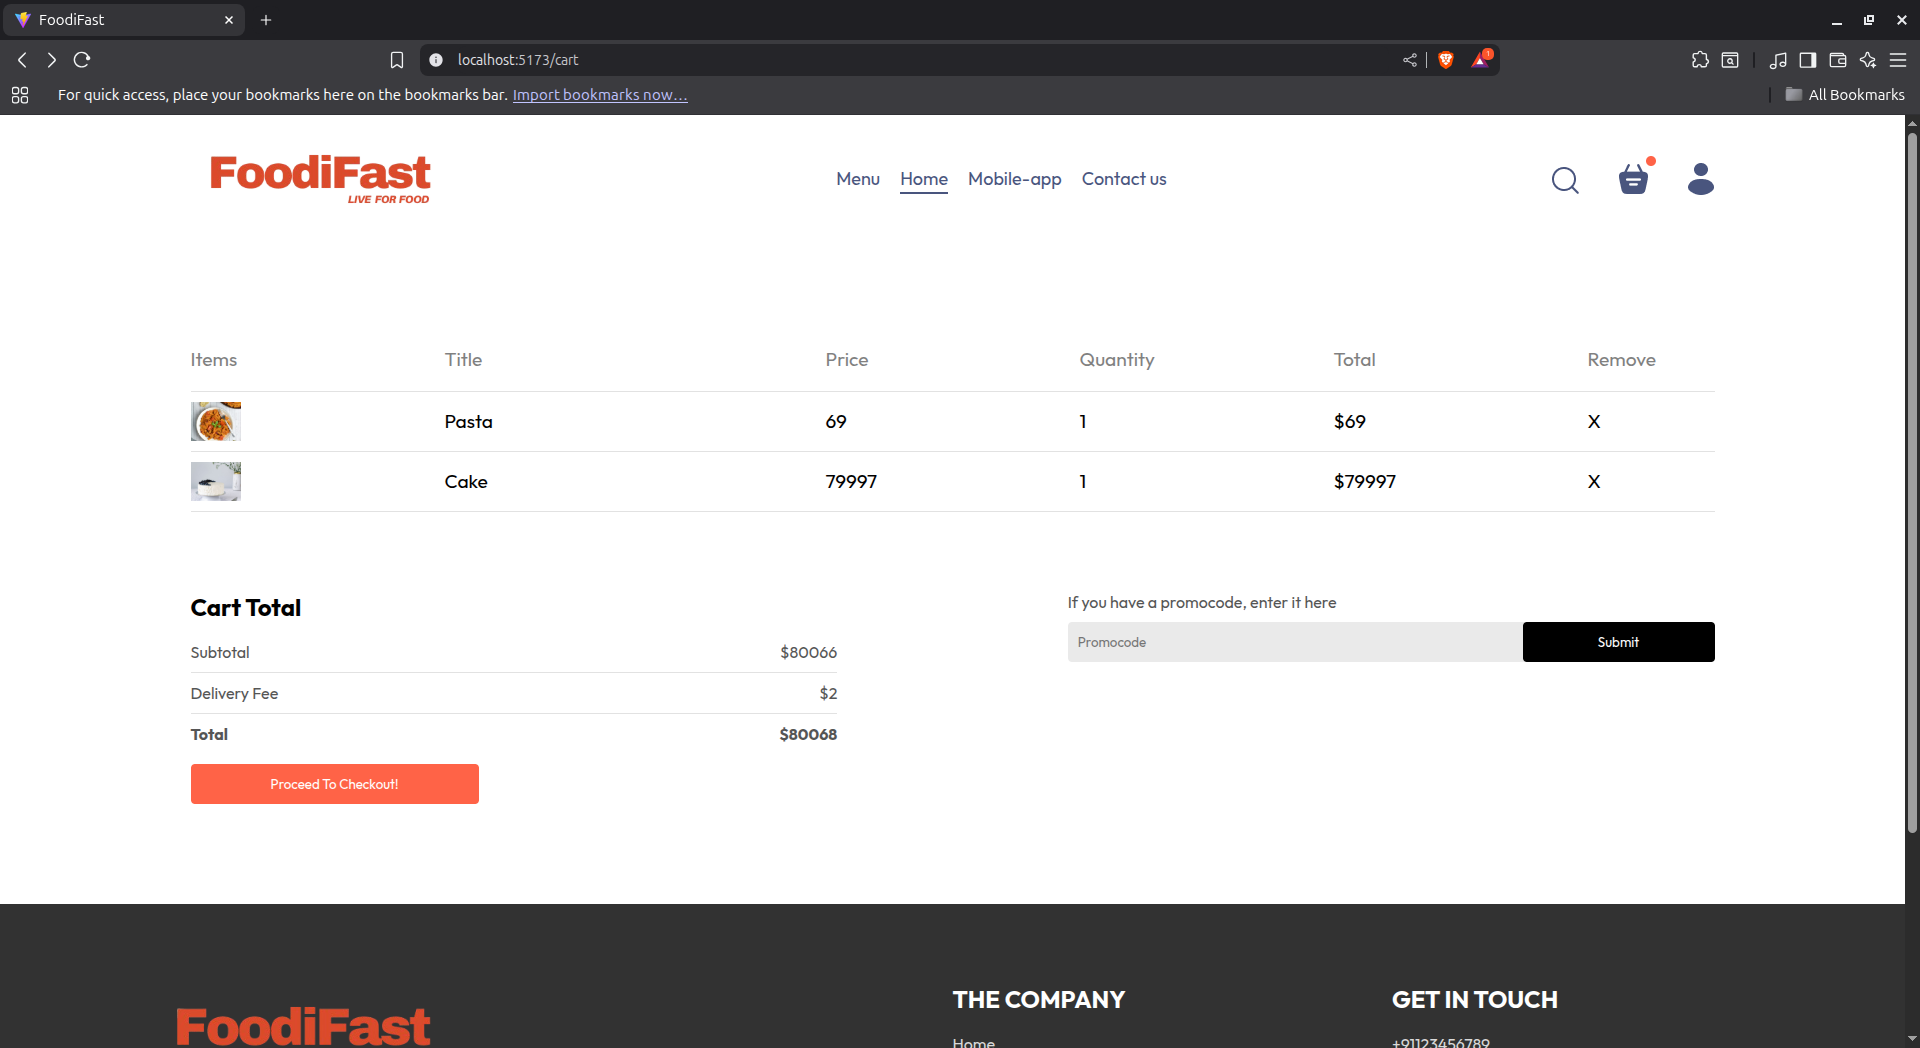 FoodiFast
localhost:5173/cart
1
For quick access, place your bookmarks here on the bookmarks bar. Import bookmarks now...
All Bookmarks
FoodiFast
LIVE FOR FOOD
Menu Home Mobile-app Contact us
Items Title Price Quantity Total Remove
Pasta 69 1 $69 X
Cake 79997 1 $79997 X
Cart Total
Subtotal $80066
Delivery Fee $2
Total $80068
Proceed To Checkout!
If you have a promocode, enter it here
Promocode Submit
FoodiFast
THE COMPANY
Home
GET IN TOUCH
+91123456789